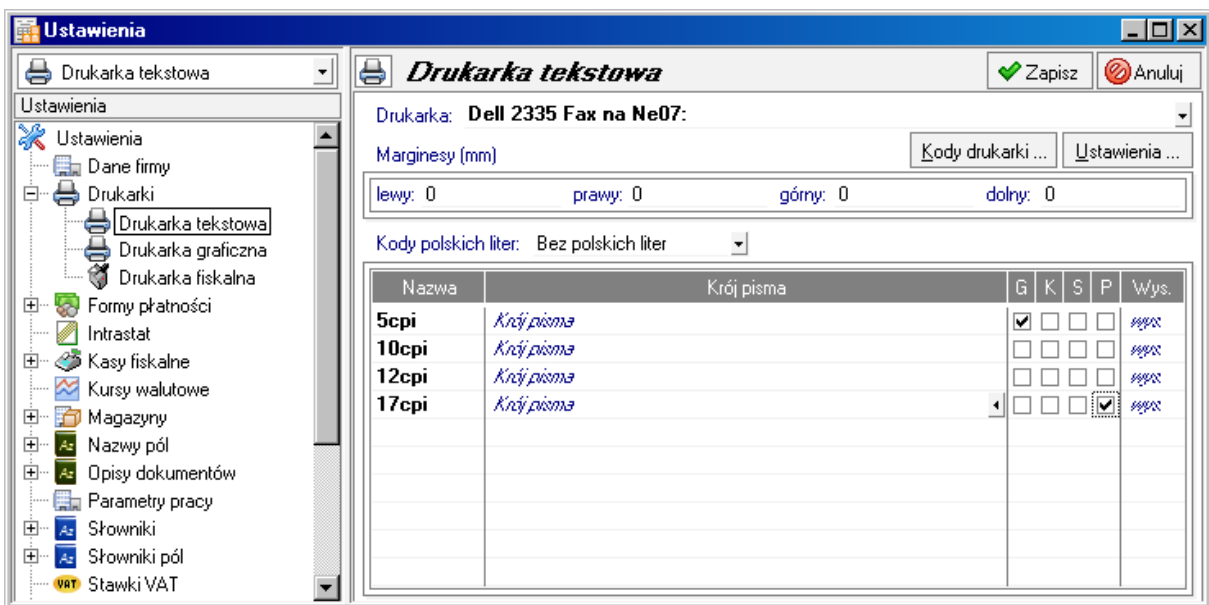 Ustawienia
Drukarka tekstowa
Ustawienia
Ustawienia
Dane firmy
Drukarki
Drukarka tekstowa
Drukarka graficzna
Drukarka fiskalna
Formy płatności
Intrastat
Kasy fiskalne
Kursy walutowe
Magazyny
Nazwy pól
Opisy dokumentów
Parametry pracy
Słowniki
Słowniki pól
Stawki VAT
Drukarka tekstowa
Zapisz
Anuluj
Drukarka: Dell 2335 Fax na Ne07:
Marginesy (mm)
Kody drukarki ...
Ustawienia ...
lewy: 0 prawy: 0 górny: 0 dolny: 0
Kody polskich liter: Bez polskich liter
Nazwa Krój pisma G K S P Wys.
5cpi Krój pisma wys
10cpi Krój pisma wys
12cpi Krój pisma wys
17cpi Krój pisma wys